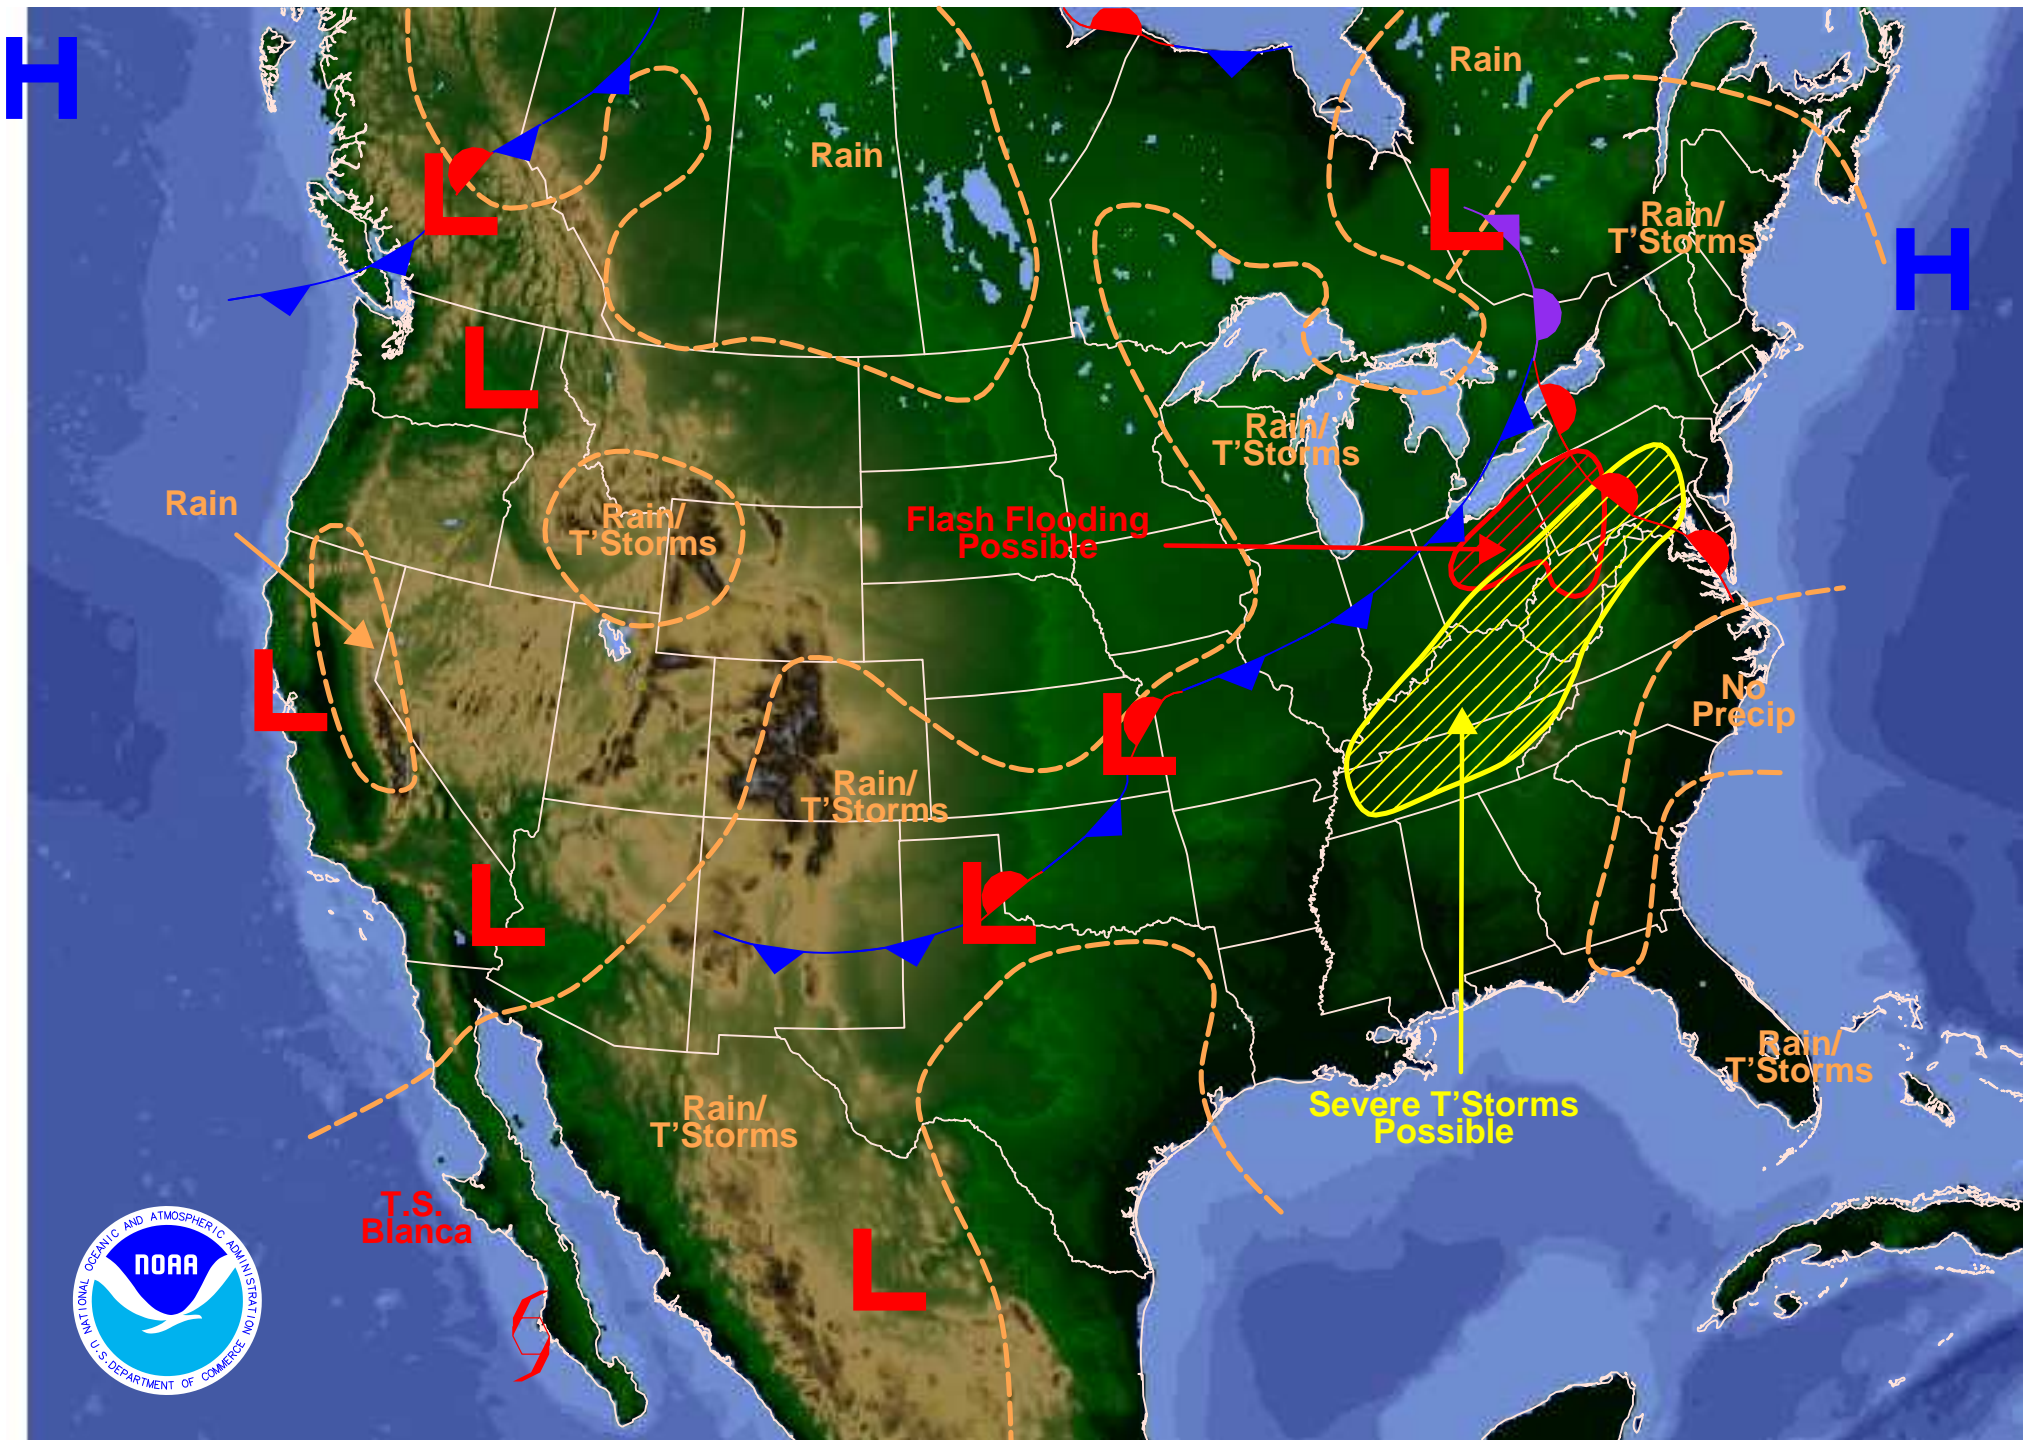 H
Rain
Rain
L
L
Rain/
T'Storms
H
L
Rain/
T'Storms
Rain
Rain/
T'Storms
Flash Flooding
Possible
L
No
Precip
L
Rain/
T'Storms
L
L
Rain/
T'Storms
Rain/
T'Storms
Severe T'Storms
Possible
T.S.
Blanca
L
NOAA
NATIONAL OCEANIC AND ATMOSPHERIC ADMINISTRATION
U.S. DEPARTMENT OF COMMERCE